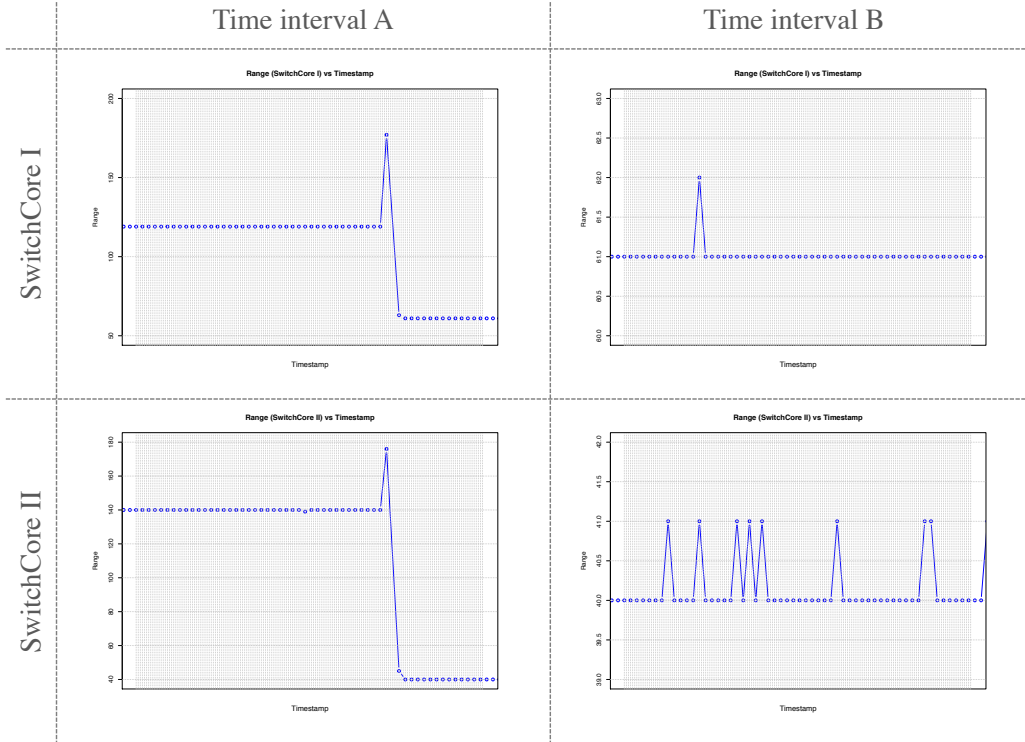 Time interval A
Time interval B
SwitchCore I
Range (SwitchCore I) vs Timestamp
200
150
100
50
Range
Timestamp
Range (SwitchCore I) vs Timestamp
63.0
62.5
62.0
61.5
61.0
60.5
60.0
Range
Timestamp
SwitchCore II
Range (SwitchCore II) vs Timestamp
180
160
140
120
100
80
60
40
Range
Timestamp
Range (SwitchCore II) vs Timestamp
42.0
41.5
41.0
40.5
40.0
39.5
39.0
Range
Timestamp